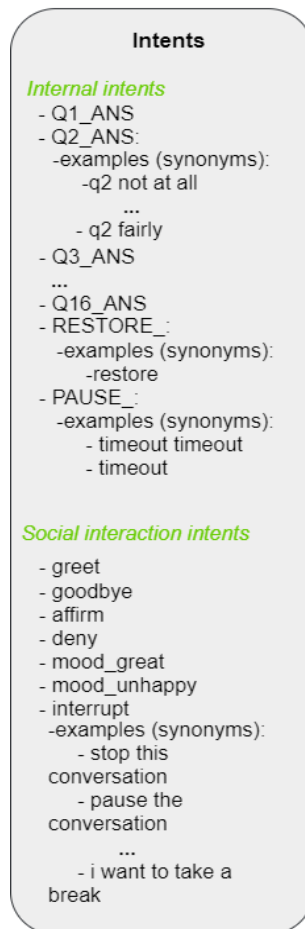 Intents
Internal intents
- Q1_ANS
- Q2_ANS:
-examples (synonyms):
-q2 not at all
...
- q2 fairly
- Q3_ANS
...
- Q16_ANS
- RESTORE_:
-examples (synonyms):
-restore
- PAUSE_:
-examples (synonyms):
- timeout timeout
- timeout
Social interaction intents
- greet
- goodbye
- affirm
- deny
- mood_great
- mood_unhappy
- interrupt
-examples (synonyms):
- stop this
conversation
- pause the
conversation
...
- i want to take a
break